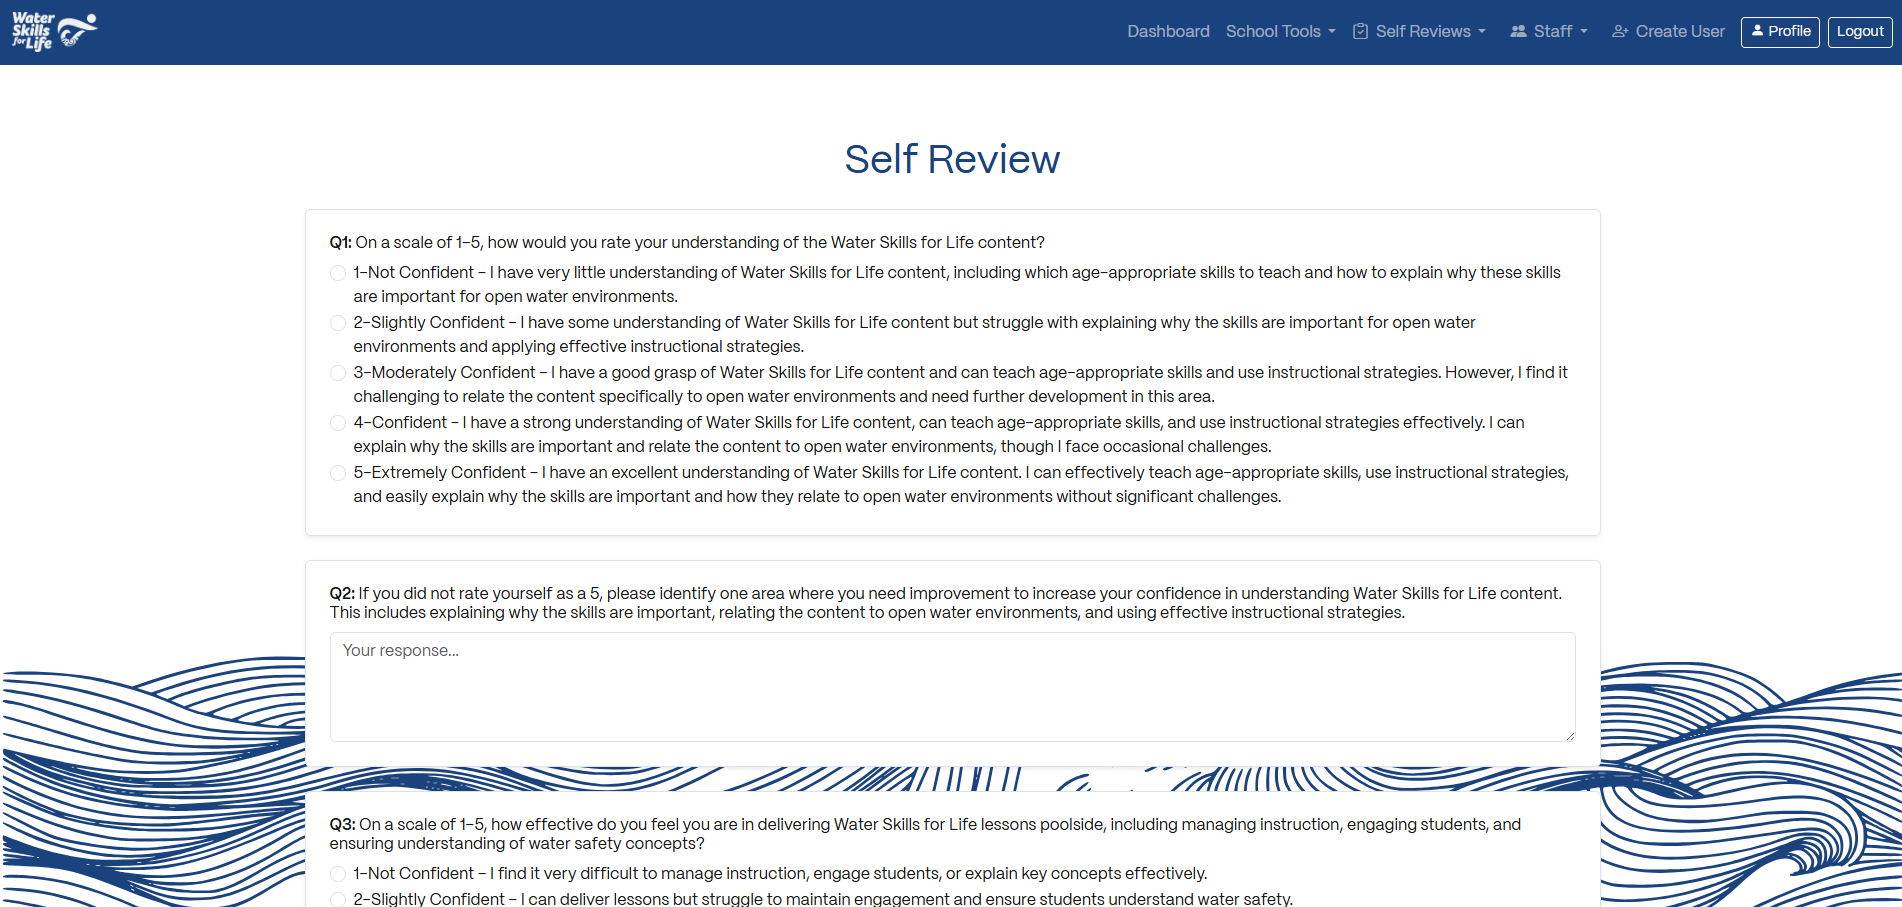 Water
Skills
for Life
Dashboard School Tools Self Reviews Staff Create User Profile Logout
Self Review
Q1: On a scale of 1-5, how would you rate your understanding of the Water Skills for Life content?
1-Not Confident - I have very little understanding of Water Skills for Life content, including which age-appropriate skills to teach and how to explain why these skills
are important for open water environments.
2-Slightly Confident - I have some understanding of Water Skills for Life content but struggle with explaining why the skills are important for open water
environments and applying effective instructional strategies.
3-Moderately Confident - I have a good grasp of Water Skills for Life content and can teach age-appropriate skills and use instructional strategies. However, I find it
challenging to relate the content specifically to open water environments and need further development in this area.
4-Confident - I have a strong understanding of Water Skills for Life content, can teach age-appropriate skills, and use instructional strategies effectively. I can
explain why the skills are important and relate the content to open water environments, though I face occasional challenges.
5-Extremely Confident - I have an excellent understanding of Water Skills for Life content. I can effectively teach age-appropriate skills, use instructional strategies,
and easily explain why the skills are important and how they relate to open water environments without significant challenges.
Q2: If you did not rate yourself as a 5, please identify one area where you need improvement to increase your confidence in understanding Water Skills for Life content.
This includes explaining why the skills are important, relating the content to open water environments, and using effective instructional strategies.
Your response...
Q3: On a scale of 1-5, how effective do you feel you are in delivering Water Skills for Life lessons poolside, including managing instruction, engaging students, and
ensuring understanding of water safety concepts?
1-Not Confident - I find it very difficult to manage instruction, engage students, or explain key concepts effectively.
2-Slightly Confident - I can deliver lessons but struggle to maintain engagement and ensure students understand water safety.